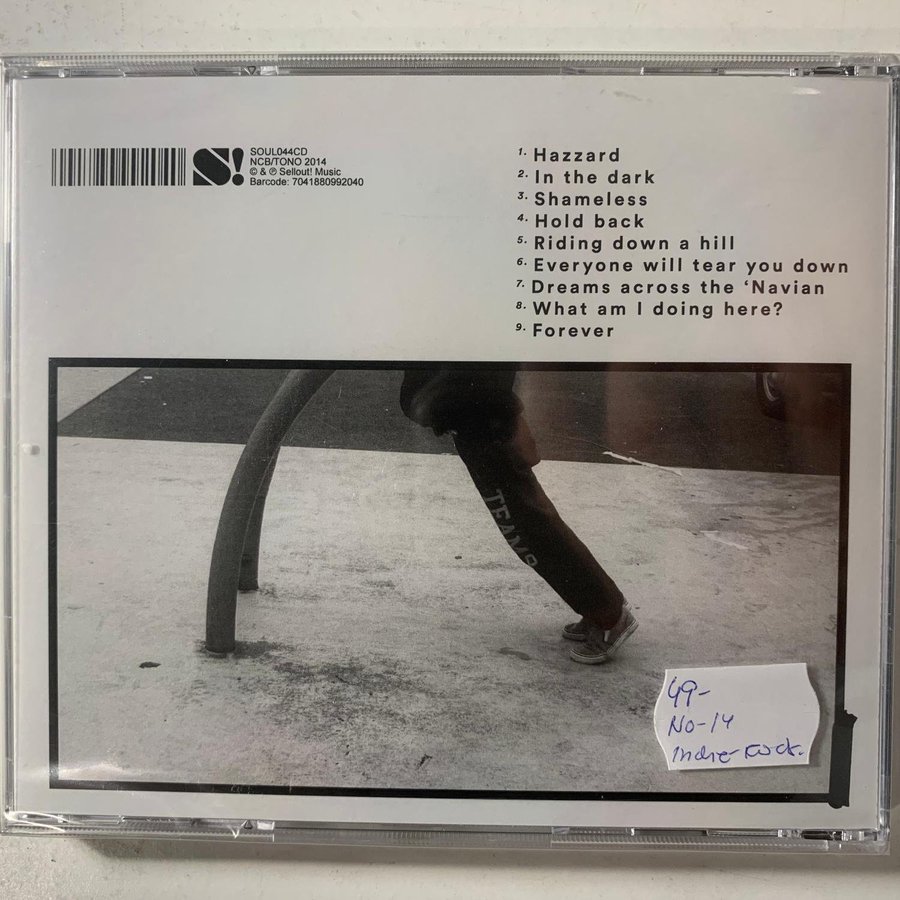 SOUL044CD
NCB/TONO 2014
© & ℗ Sellout! Music
Barcode: 7041880992040
S!
1. Hazzard
2. In the dark
3. Shameless
4. Hold back
5. Riding down a hill
6. Everyone will tear you down
7. Dreams across the ‘Navian
8. What am I doing here?
9. Forever
TEAMS
49-
No-14
Indie-rock.